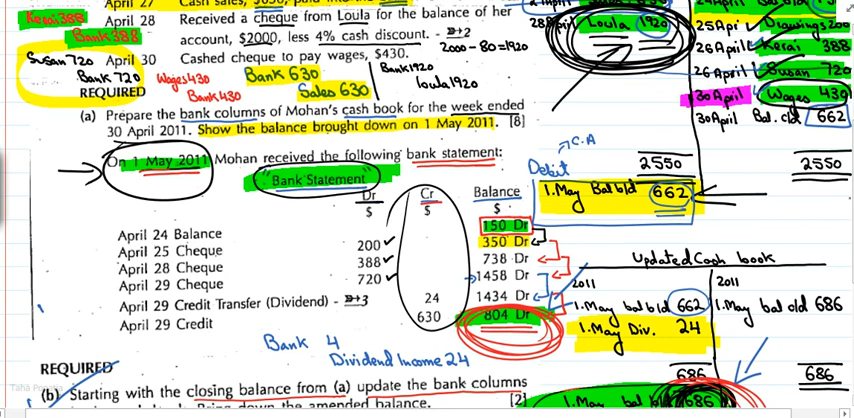 April 27 Cash sales, $630, paid into the
Kerai 388
Bank 388
April 28 Received a cheque from Loula for the balance of her
account, $2000, less 4% cash discount.
2000 - 80 = 1920
Susan 720
Bank 720
April 30 Cashed cheque to pay wages, $430.
Wages 430
Bank 430
Bank 630
Sales 630
Bank 1920
Loula 1920
REQUIRED
(a) Prepare the bank columns of Mohan's cash book for the week ended
30 April 2011. Show the balance brought down on 1 May 2011. [8]
On 1 May 2011 Mohan received the following bank statement:
"Bank Statement"
Dr Cr Balance
$ $ $
April 24 Balance 150 Dr
April 25 Cheque 200 350 Dr
April 28 Cheque 388 738 Dr
April 29 Cheque 720 1458 Dr
April 29 Credit Transfer (Dividend) 24 1434 Dr
April 29 Credit 630 804 Dr
Bank 4
Dividend Income 24
REQUIRED
Taha Popatia
(b) Starting with the closing balance from (a) update the bank columns
the amended balance. [2]
28 Loula 1920
25 Apr Drawings 200
26 April Kerai 388
26 April Susan 720
30 April Wages 430
30 April Bal. c/d 662
2550 2550
Debit
C.A
1. May Bal b/d 662
Updated Cash book
2011 2011
1. May bal b/d 662 1. May bal old 686
1. May Div. 24
686 686
1. May bal 686